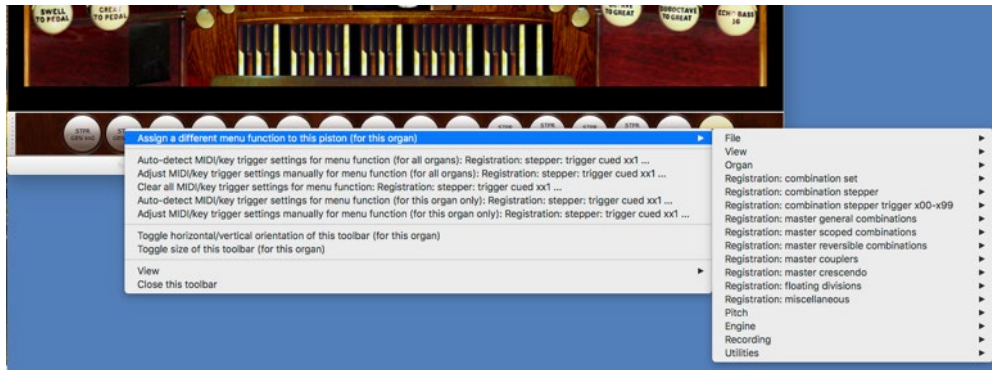 SWELL
TO PEDAL
GREAT
TO PEDAL
TO GREAT
SUBOCTAVE
TO GREAT
ECHO BASS
16
STPR.
STPR.
STPR.
STPR.
STPR.
Assign a different menu function to this piston (for this organ)
Auto-detect MIDI/key trigger settings for menu function (for all organs): Registration: stepper: trigger cued xx1 ...
Adjust MIDI/key trigger settings manually for menu function (for all organs): Registration: stepper: trigger cued xx1 ...
Clear all MIDI/key trigger settings for menu function: Registration: stepper: trigger cued xx1 ...
Auto-detect MIDI/key trigger settings for menu function (for this organ only): Registration: stepper: trigger cued xx1 ...
Adjust MIDI/key trigger settings manually for menu function (for this organ only): Registration: stepper: trigger cued xx1 ...
Toggle horizontal/vertical orientation of this toolbar (for this organ)
Toggle size of this toolbar (for this organ)
View
Close this toolbar
File
View
Organ
Registration: combination set
Registration: combination stepper
Registration: combination stepper trigger x00-x99
Registration: master general combinations
Registration: master scoped combinations
Registration: master reversible combinations
Registration: master couplers
Registration: master crescendo
Registration: floating divisions
Registration: miscellaneous
Pitch
Engine
Recording
Utilities